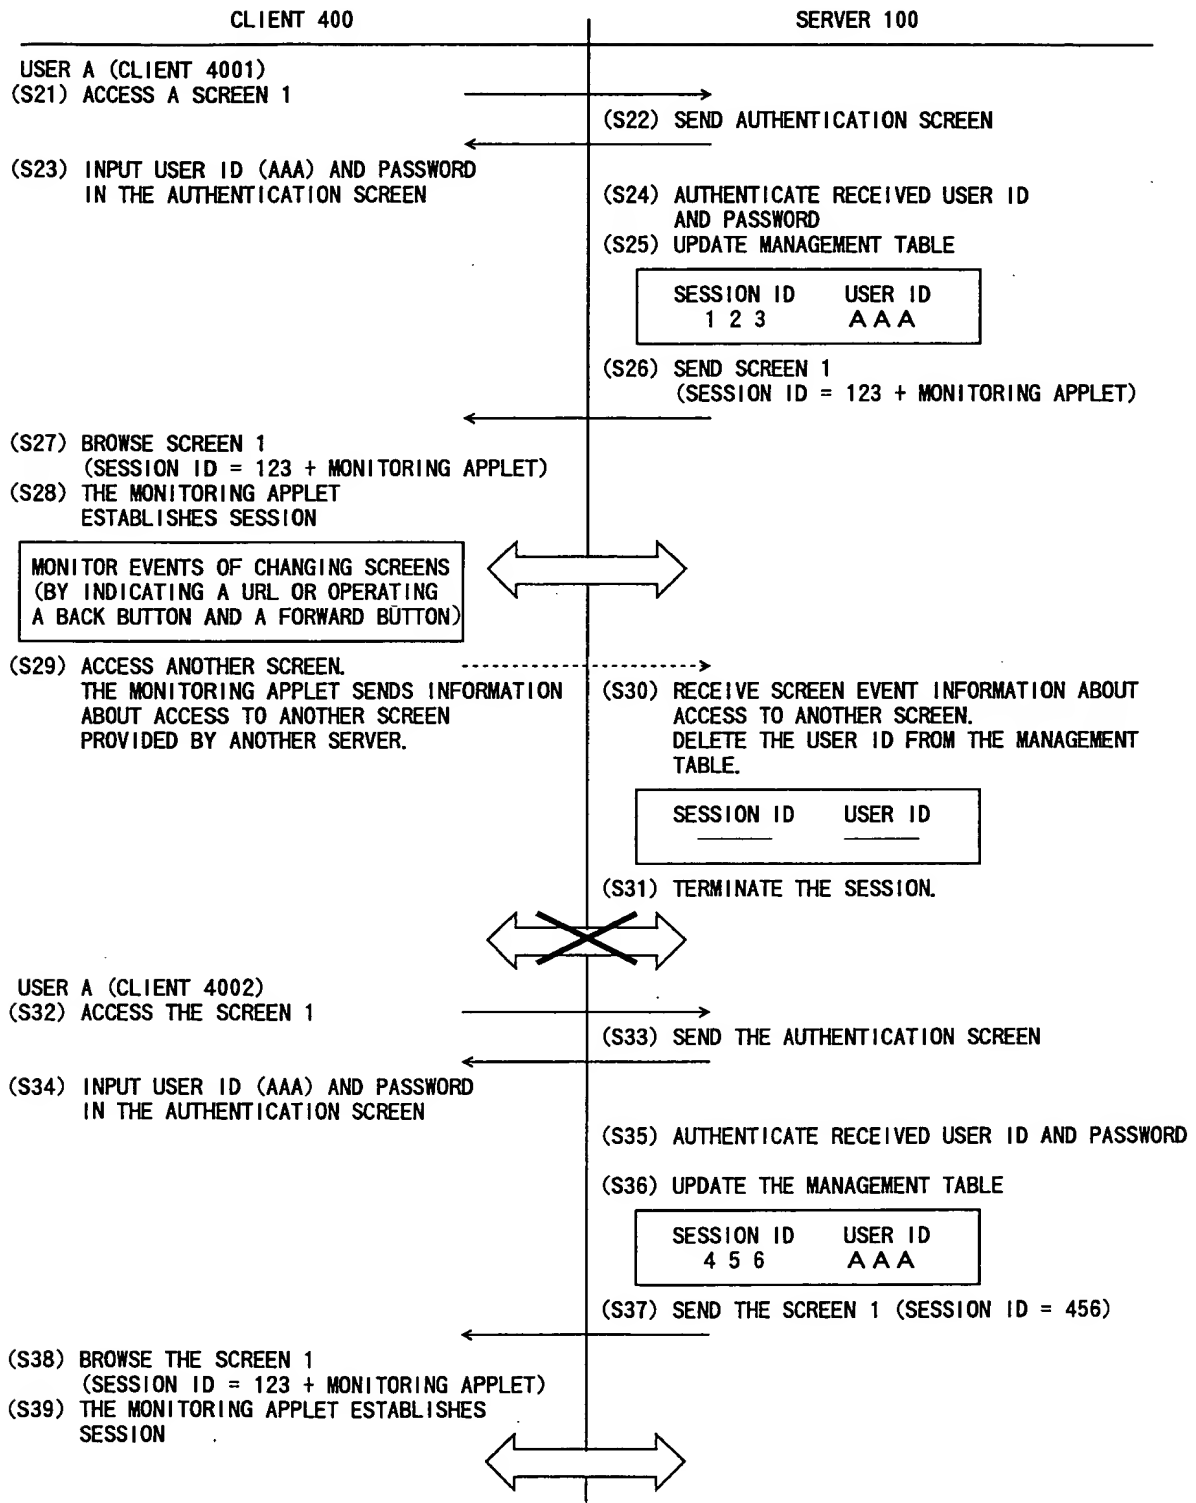 CLIENT 400
SERVER 100
USER A (CLIENT 4001)
(S21) ACCESS A SCREEN 1
(S22) SEND AUTHENTICATION SCREEN
(S23) INPUT USER ID (AAA) AND PASSWORD
IN THE AUTHENTICATION SCREEN
(S24) AUTHENTICATE RECEIVED USER ID
AND PASSWORD
(S25) UPDATE MANAGEMENT TABLE
SESSION ID USER ID
1 2 3 A A A
(S26) SEND SCREEN 1
(SESSION ID = 123 + MONITORING APPLET)
(S27) BROWSE SCREEN 1
(SESSION ID = 123 + MONITORING APPLET)
(S28) THE MONITORING APPLET
ESTABLISHES SESSION
MONITOR EVENTS OF CHANGING SCREENS
(BY INDICATING A URL OR OPERATING
A BACK BUTTON AND A FORWARD BUTTON)
(S29) ACCESS ANOTHER SCREEN.
THE MONITORING APPLET SENDS INFORMATION
ABOUT ACCESS TO ANOTHER SCREEN
PROVIDED BY ANOTHER SERVER.
(S30) RECEIVE SCREEN EVENT INFORMATION ABOUT
ACCESS TO ANOTHER SCREEN.
DELETE THE USER ID FROM THE MANAGEMENT
TABLE.
SESSION ID USER ID
(S31) TERMINATE THE SESSION.
USER A (CLIENT 4002)
(S32) ACCESS THE SCREEN 1
(S33) SEND THE AUTHENTICATION SCREEN
(S34) INPUT USER ID (AAA) AND PASSWORD
IN THE AUTHENTICATION SCREEN
(S35) AUTHENTICATE RECEIVED USER ID AND PASSWORD
(S36) UPDATE THE MANAGEMENT TABLE
SESSION ID USER ID
4 5 6 A A A
(S37) SEND THE SCREEN 1 (SESSION ID = 456)
(S38) BROWSE THE SCREEN 1
(SESSION ID = 123 + MONITORING APPLET)
(S39) THE MONITORING APPLET ESTABLISHES
SESSION